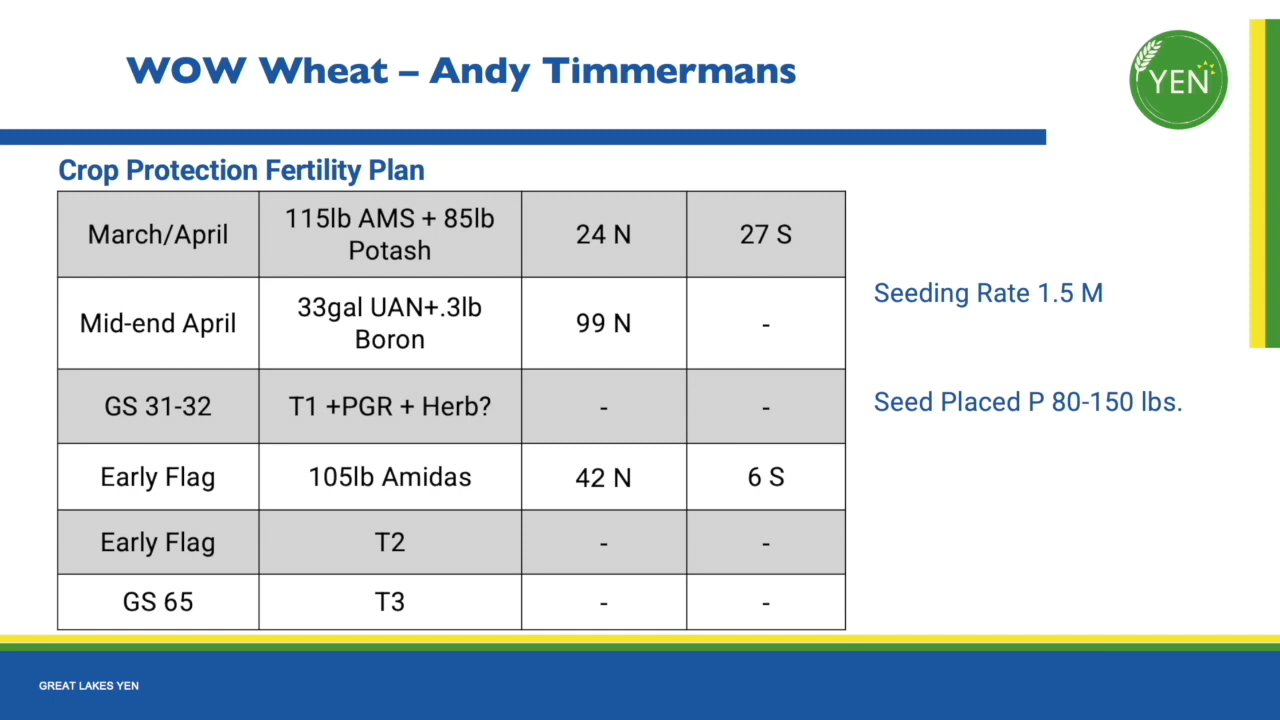 WOW Wheat – Andy Timmermans
YEN
Crop Protection Fertility Plan
March/April
115lb AMS + 85lb
Potash
24 N
27 S
Mid-end April
33gal UAN+.3lb
Boron
99 N
-
GS 31-32
T1 +PGR + Herb?
-
-
Early Flag
105lb Amidas
42 N
6 S
Early Flag
T2
-
-
GS 65
T3
-
-
Seeding Rate 1.5 M
Seed Placed P 80-150 lbs.
GREAT LAKES YEN